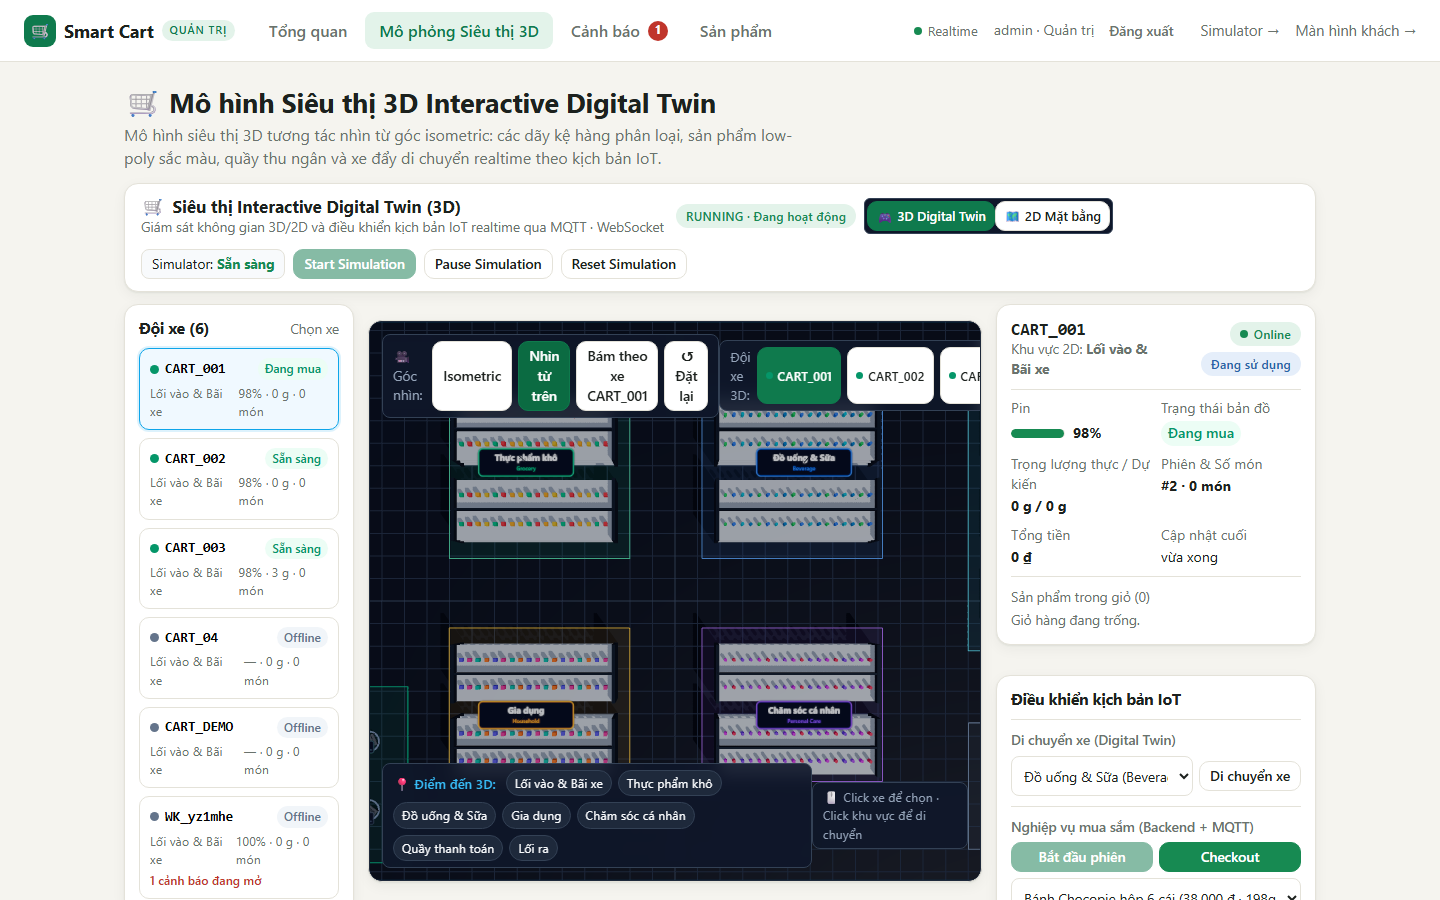 Smart Cart QUẢN TRỊ Tổng quan Mô phỏng Siêu thị 3D Cảnh báo 1 Sản phẩm Realtime admin · Quản trị Đăng xuất Simulator → Màn hình khách →
Mô hình Siêu thị 3D Interactive Digital Twin
Mô hình siêu thị 3D tương tác nhìn từ góc isometric: các dãy kệ hàng phân loại, sản phẩm low-
poly sắc màu, quầy thu ngân và xe đẩy di chuyển realtime theo kịch bản IoT.
Siêu thị Interactive Digital Twin (3D)
Giám sát không gian 3D/2D và điều khiển kịch bản IoT realtime qua MQTT · WebSocket
RUNNING · Đang hoạt động
3D Digital Twin
2D Mặt bằng
Simulator: Sẵn sàng
Start Simulation
Pause Simulation
Reset Simulation
Đội xe (6) Chọn xe
CART_001 Đang mua
Lối vào & Bãi xe
98% · 0 g · 0 món
CART_002 Sẵn sàng
Lối vào & Bãi xe
98% · 0 g · 0 món
CART_003 Sẵn sàng
Lối vào & Bãi xe
98% · 3 g · 0 món
CART_04 Offline
Lối vào & Bãi xe
— · 0 g · 0 món
CART_DEMO Offline
Lối vào & Bãi xe
— · 0 g · 0 món
WK_yz1mhe Offline
Lối vào & Bãi xe
100% · 0 g · 0 món
1 cảnh báo đang mở
Góc nhìn:
Isometric
Nhìn từ trên
Bám theo xe CART_001
↺ Đặt lại
Đội xe 3D:
CART_001
CART_002
Thực phẩm khô
Grocery
Đồ uống & Sữa
Beverage
Gia dụng
Household
Chăm sóc cá nhân
Personal Care
Điểm đến 3D: Lối vào & Bãi xe Thực phẩm khô
Đồ uống & Sữa Gia dụng Chăm sóc cá nhân
Quầy thanh toán Lối ra
Click xe để chọn ·
Click khu vực để di
chuyển
CART_001 Online
Khu vực 2D: Lối vào &
Bãi xe
Đang sử dụng
Pin
98%
Trạng thái bản đồ
Đang mua
Trọng lượng thực / Dự
kiến
0 g / 0 g
Phiên & Số món
#2 · 0 món
Tổng tiền
0 ₫
Cập nhật cuối
vừa xong
Sản phẩm trong giỏ (0)
Giỏ hàng đang trống.
Điều khiển kịch bản IoT
Di chuyển xe (Digital Twin)
Đồ uống & Sữa (Bevera
Di chuyển xe
Nghiệp vụ mua sắm (Backend + MQTT)
Bắt đầu phiên
Checkout
Bánh Chocopie hộp 6 cái (38.000 ₫ · 198g